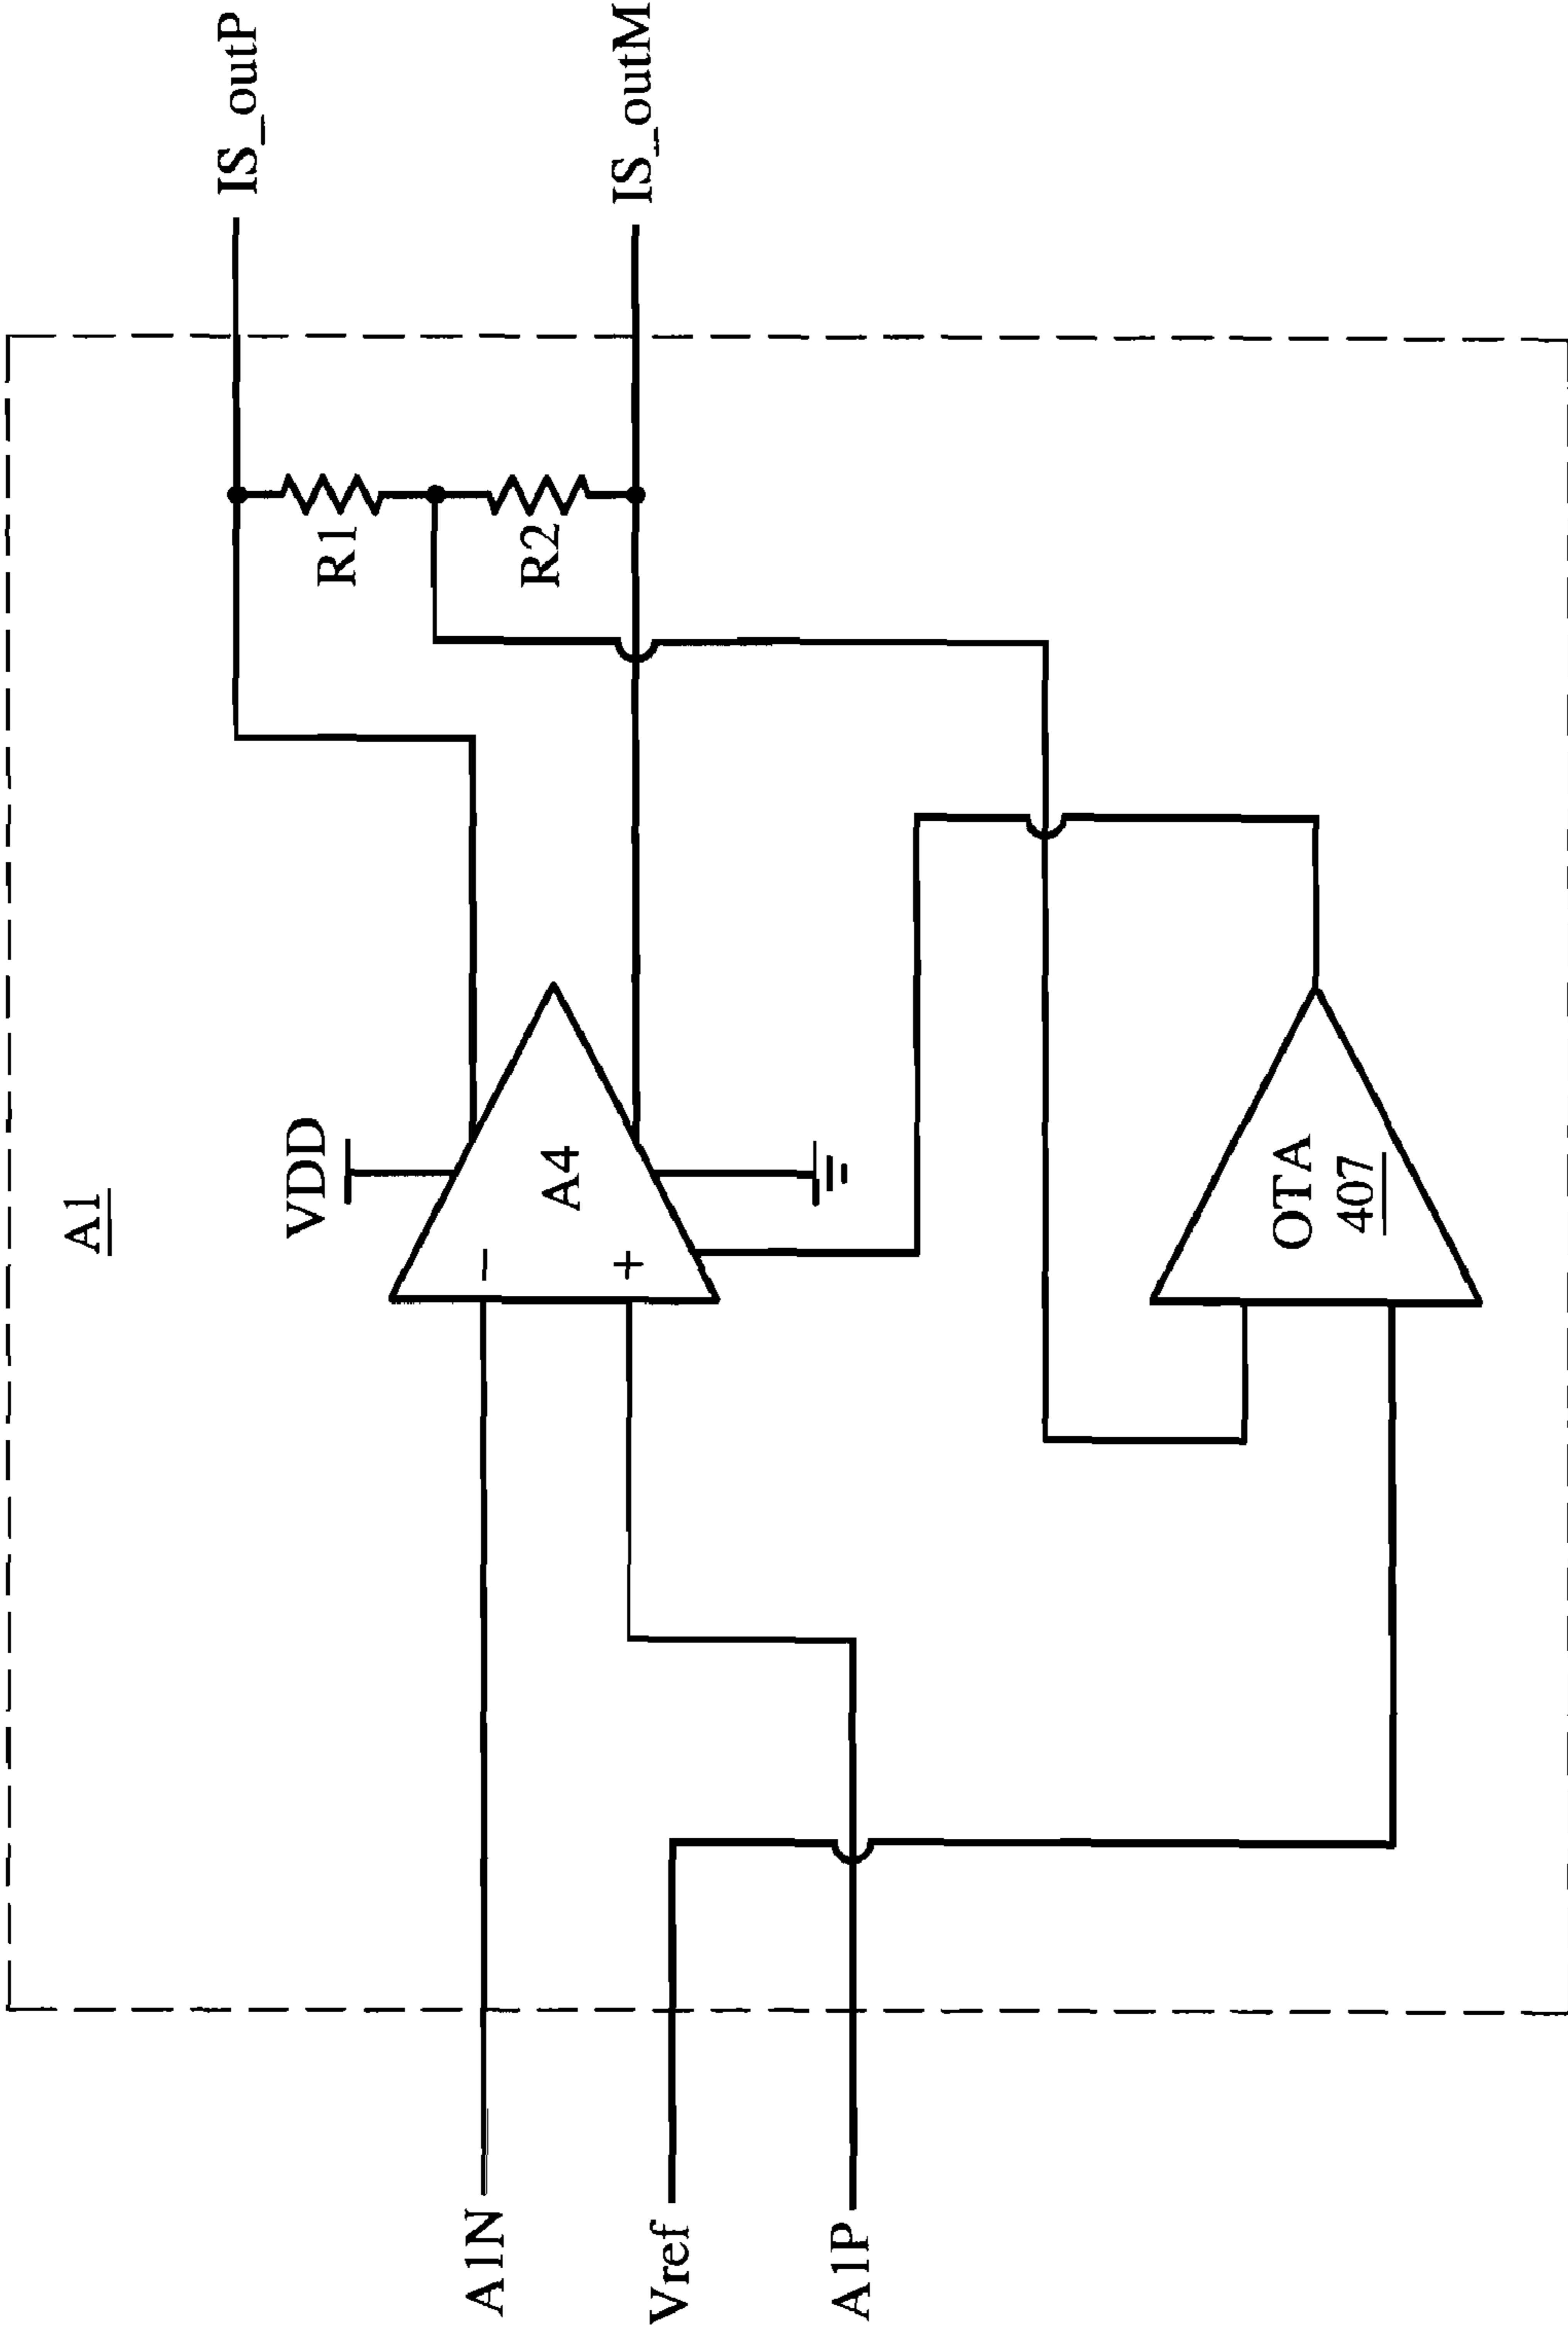 A1
IS_outP
IS_outM
R1
R2
VDD
A4
−
+
OTA
407
A1N
Vref
A1P